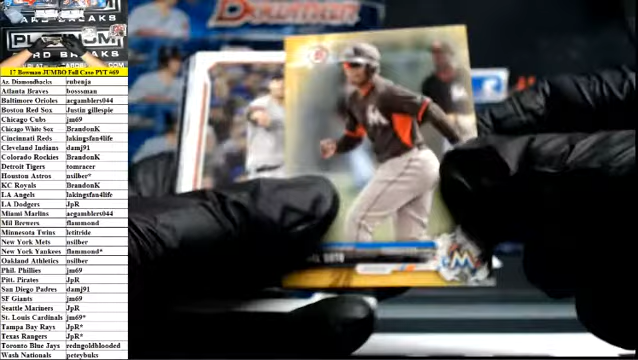 PLATINUM
CARD BREAKS
Bowman
17 Bowman JUMBO Full Case PYT #69
Az. Diamondbacks rubenja
Atlanta Braves bosssman
Baltimore Orioles acgamblers044
Boston Red Sox Justin gillespie
Chicago Cubs jm69
Chicago White Sox BrandonK
Cincinnati Reds lakingsfan4life
Cleveland Indians damj91
Colorado Rockies BrandonK
Detroit Tigers tomracer
Houston Astros nsilber*
KC Royals BrandonK
LA Angels lakingsfan4life
LA Dodgers JpR
Miami Marlins acgamblers044
Mil Brewers flammond
Minnesota Twins letitride
New York Mets nsilber
New York Yankees flammond*
Oakland Athletics nsilber
Phil. Phillies jm69
Pitt. Pirates JpR
San Diego Padres damj91
SF Giants jm69
Seattle Mariners JpR
St. Louis Cardinals jm69*
Tampa Bay Rays JpR*
Texas Rangers JpR*
Toronto Blue Jays redngoldblooded
Wash Nationals peteybuks